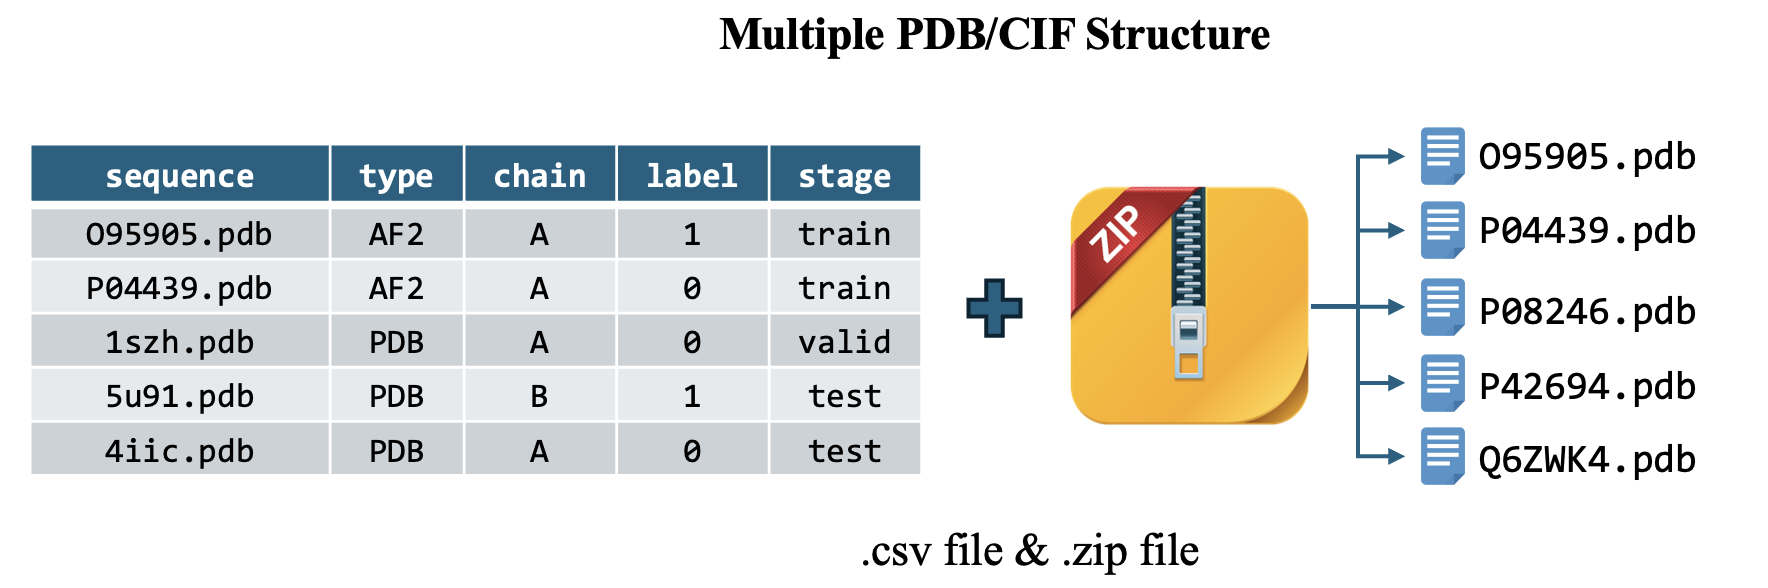 Multiple PDB/CIF Structure
sequence type chain label stage
O95905.pdb AF2 A 1 train
P04439.pdb AF2 A 0 train
1szh.pdb PDB A 0 valid
5u91.pdb PDB B 1 test
4iic.pdb PDB A 0 test
ZIP
O95905.pdb
P04439.pdb
P08246.pdb
P42694.pdb
Q6ZWK4.pdb
.csv file & .zip file